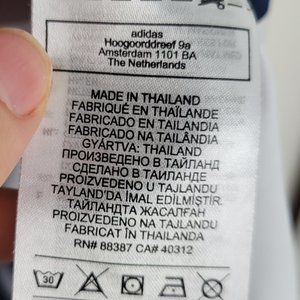 adidas
Hoogoorddreef 9a
Amsterdam 1101 BA
The Netherlands
MADE IN THAILAND
FABRIQUÉ EN THAÏLANDE
FABRICADO EN TAILANDIA
FABRICADO NA TAILÂNDIA
GYÁRTVA: THAILAND
ПРОИЗВЕДЕНО В ТАЙЛАНД
СДЕЛАНО В ТАИЛАНДЕ
PROIZVEDENO U TAJLANDU
TAYLAND'DA İMAL EDİLMİŞTİR.
ТАЙЛАНДТА ЖАСАЛҒАН
PROIZVEDENO NA TAJLANDU
FABRICAT ÎN THAILANDA
RN# 88387 CA# 40312
30